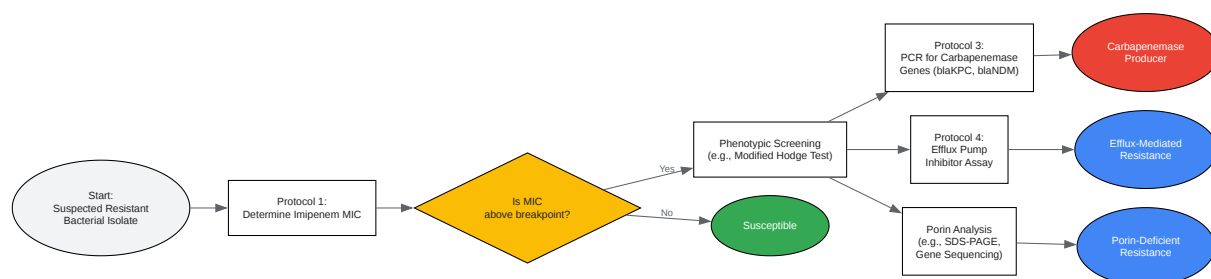 Start:
Suspected Resistant
Bacterial Isolate
Protocol 1:
Determine Imipenem MIC
Is MIC
above breakpoint?
Yes
No
Phenotypic Screening
(e.g., Modified Hodge Test)
Susceptible
Protocol 3:
PCR for Carbapenemase
Genes (blaKPC, blaNDM)
Carbapenemase
Producer
Protocol 4:
Efflux Pump
Inhibitor Assay
Efflux-Mediated
Resistance
Porin Analysis
(e.g., SDS-PAGE,
Gene Sequencing)
Porin-Deficient
Resistance